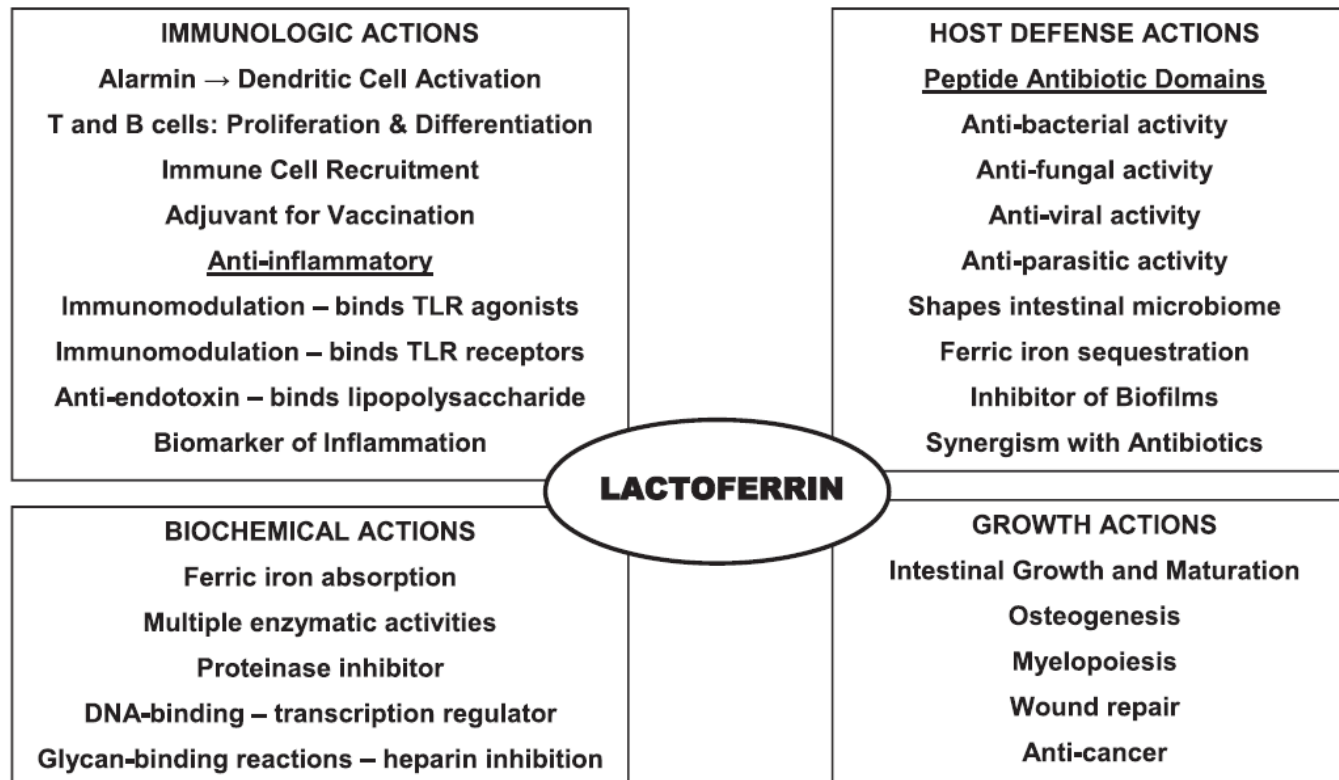 IMMUNOLOGIC ACTIONS
Alarmin → Dendritic Cell Activation
T and B cells: Proliferation & Differentiation
Immune Cell Recruitment
Adjuvant for Vaccination
Anti-inflammatory
Immunomodulation – binds TLR agonists
Immunomodulation – binds TLR receptors
Anti-endotoxin – binds lipopolysaccharide
Biomarker of Inflammation
HOST DEFENSE ACTIONS
Peptide Antibiotic Domains
Anti-bacterial activity
Anti-fungal activity
Anti-viral activity
Anti-parasitic activity
Shapes intestinal microbiome
Ferric iron sequestration
Inhibitor of Biofilms
Synergism with Antibiotics
LACTOFERRIN
BIOCHEMICAL ACTIONS
Ferric iron absorption
Multiple enzymatic activities
Proteinase inhibitor
DNA-binding – transcription regulator
Glycan-binding reactions – heparin inhibition
GROWTH ACTIONS
Intestinal Growth and Maturation
Osteogenesis
Myelopoiesis
Wound repair
Anti-cancer